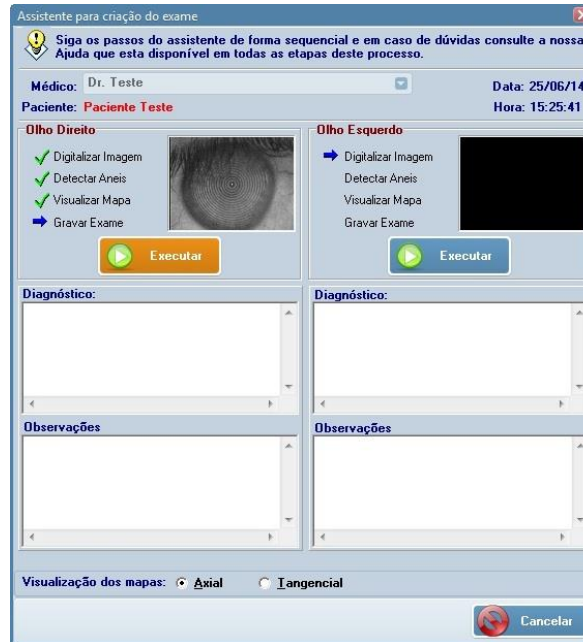 Assistente para criação do exame
Siga os passos do assistente de forma sequencial e em caso de dúvidas consulte a nossa
Ajuda que esta disponível em todas as etapas deste processo.
Médico: Dr. Teste
Data: 25/06/14
Paciente: Paciente Teste
Hora: 15:25:41
Olho Direito
Digitalizar Imagem
Detectar Aneis
Visualizar Mapa
Gravar Exame
Executar
Olho Esquerdo
Digitalizar Imagem
Detectar Aneis
Visualizar Mapa
Gravar Exame
Executar
Diagnóstico:
Diagnóstico:
Observações
Observações
Visualização dos mapas: Axial Tangencial
Cancelar